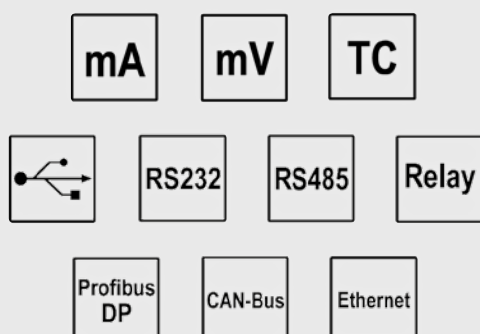 mA mV TC
RS232 RS485 Relay
Profibus
DP
CAN-Bus Ethernet